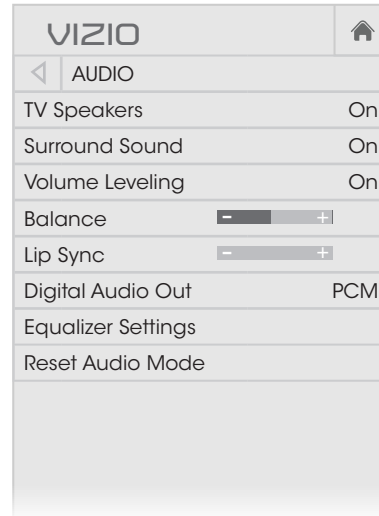 VIZIO
AUDIO
TV Speakers On
Surround Sound On
Volume Leveling On
Balance - +
Lip Sync - +
Digital Audio Out PCM
Equalizer Settings
Reset Audio Mode